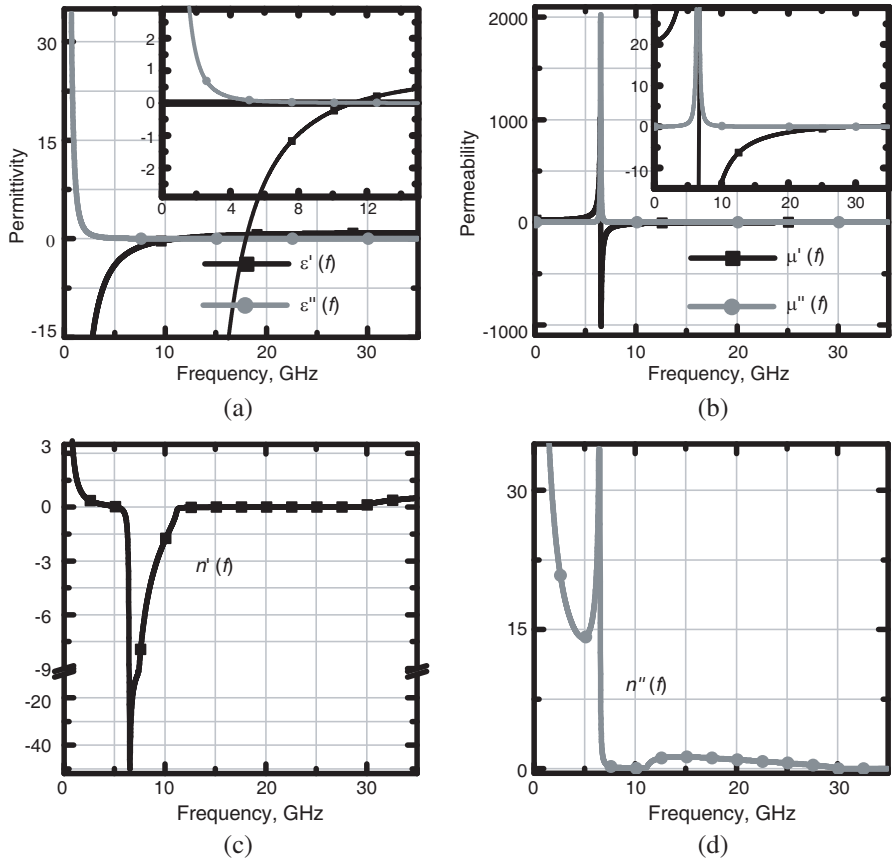 35
15
0
-15
Permittivity
2
1
0
-1
-2
0 4 8 12
ε' (f)
ε'' (f)
0 10 20 30
Frequency, GHz
(a)
2000
1000
0
-1000
Permeability
20
10
0
-10
0 10 20 30
μ' (f)
μ'' (f)
0 10 20 30
Frequency, GHz
(b)
3
0
-3
-6
-9
-20
-40
n' (f)
0 10 20 30
Frequency, GHz
(c)
30
15
0
n'' (f)
0 10 20 30
Frequency, GHz
(d)